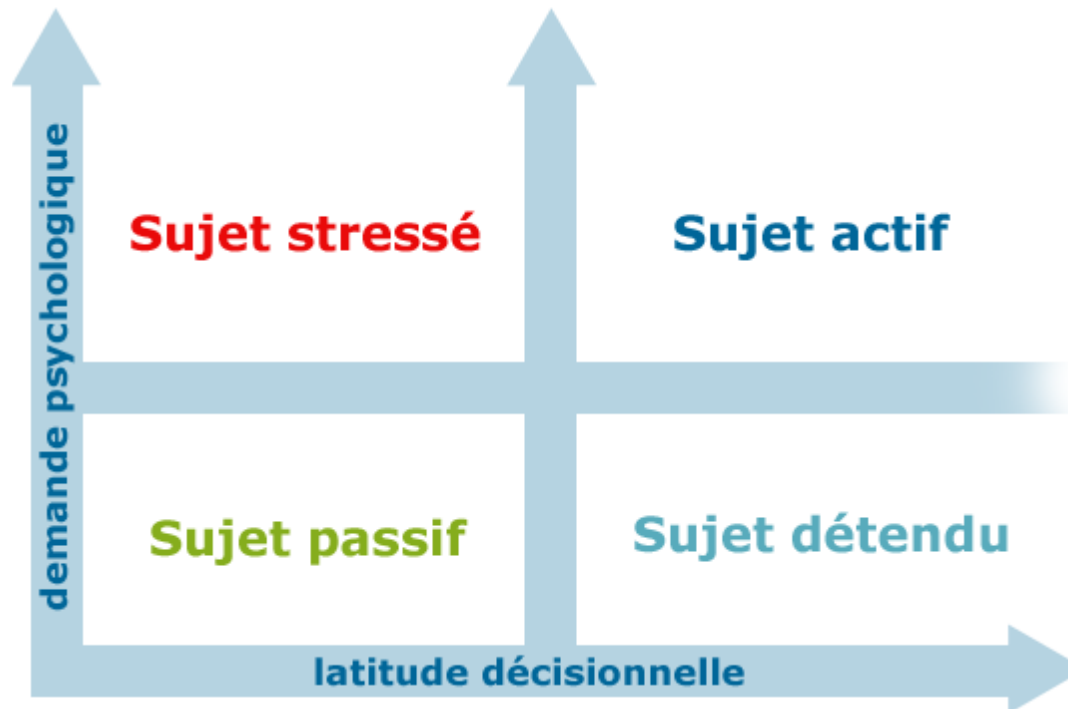 demande psychologique
Sujet stressé
Sujet actif
Sujet passif
Sujet détendu
latitude décisionnelle